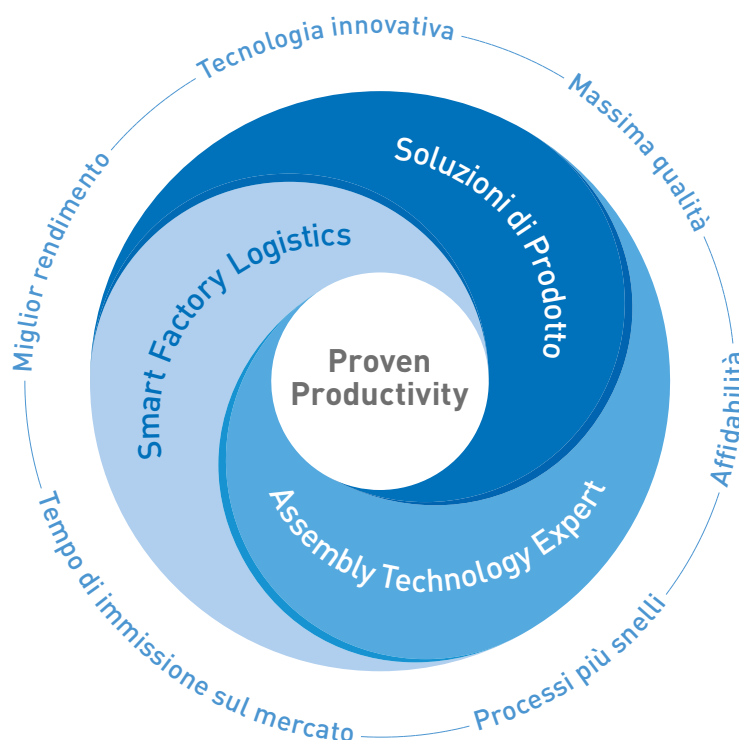 Tecnologia innovativa
Massima qualità
Affidabilità
Processi più snelli
Tempo di immissione sul mercato
Miglior rendimento
Soluzioni di Prodotto
Assembly Technology Expert
Smart Factory Logistics
Proven
Productivity